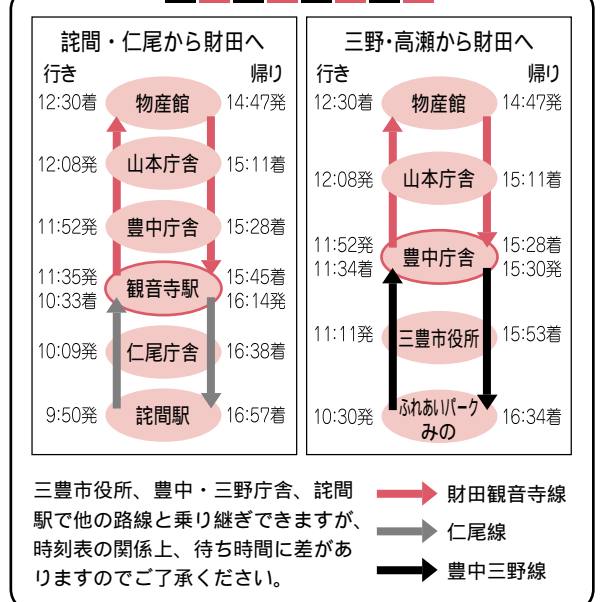 詫間・仁尾から財田へ
行き 帰り
12:30着 物産館 14:47発
12:08発 山本庁舎 15:11着
11:52発 豊中庁舎 15:28着
11:35発 観音寺駅 15:45着
10:33着 16:14発
10:09発 仁尾庁舎 16:38着
9:50発 詫間駅 16:57着
三野・高瀬から財田へ
行き 帰り
12:30着 物産館 14:47発
12:08発 山本庁舎 15:11着
11:52発 豊中庁舎 15:28着
11:34着 15:30発
11:11発 三豊市役所 15:53着
10:30発 ふれあいパーク 16:34着
みの
三豊市役所、豊中・三野庁舎、詫間
駅で他の路線と乗り継ぎできますが、
時刻表の関係上、待ち時間に差があ
りますのでご了承ください。
財田観音寺線
仁尾線
豊中三野線